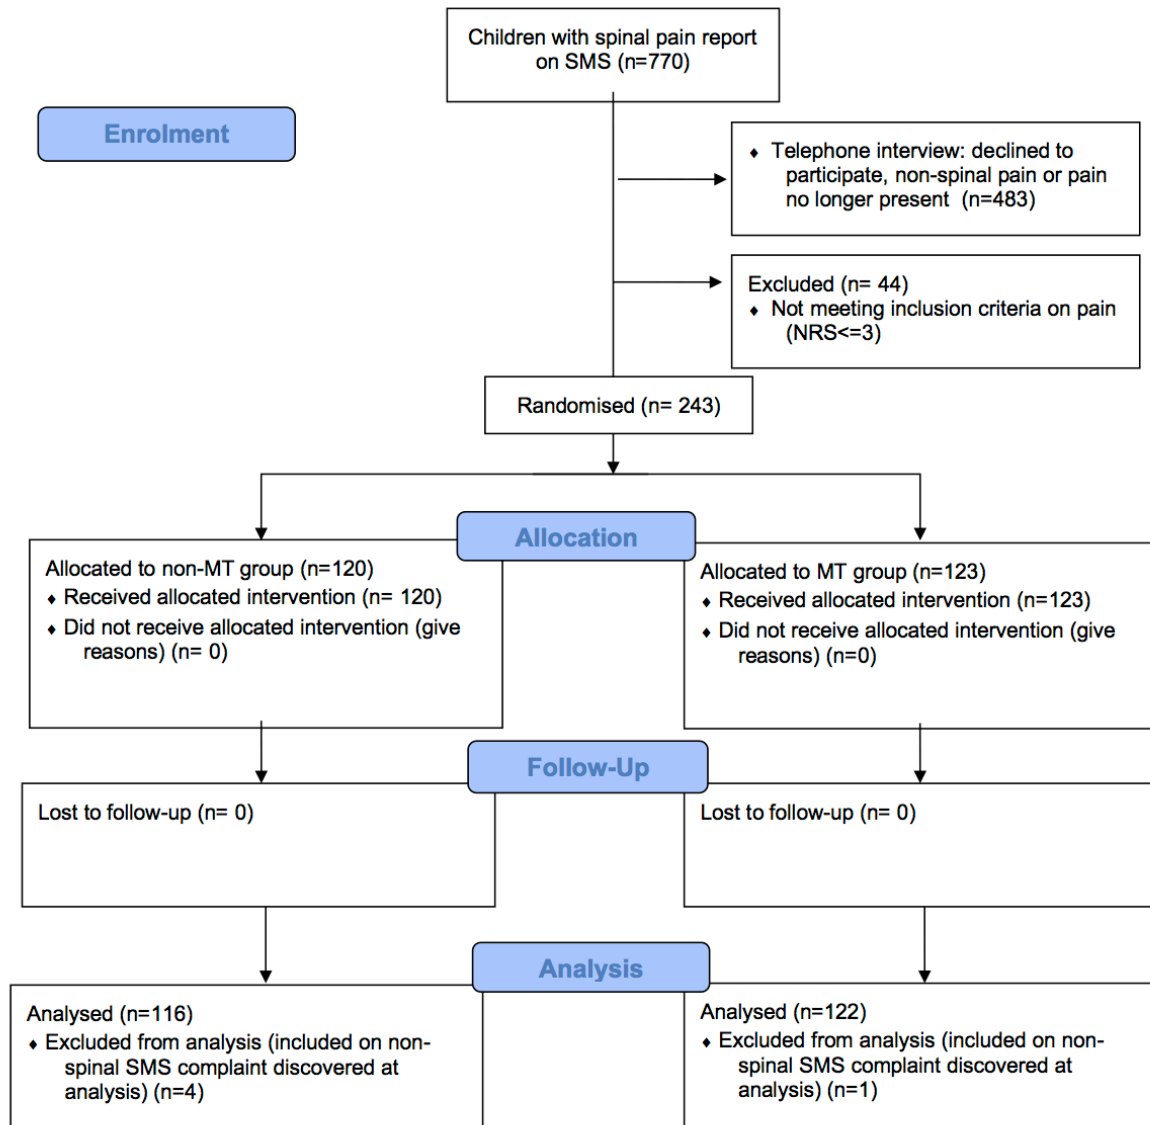 Children with spinal pain report
on SMS (n=770)
Enrolment
♦ Telephone interview: declined to
participate, non-spinal pain or pain
no longer present (n=483)
Excluded (n= 44)
♦ Not meeting inclusion criteria on pain
(NRS<=3)
Randomised (n= 243)
Allocation
Allocated to non-MT group (n=120)
♦ Received allocated intervention (n= 120)
♦ Did not receive allocated intervention (give
reasons) (n= 0)
Allocated to MT group (n=123)
♦ Received allocated intervention (n=123)
♦ Did not receive allocated intervention (give
reasons) (n=0)
Follow-Up
Lost to follow-up (n= 0)
Lost to follow-up (n= 0)
Analysis
Analysed (n=116)
♦ Excluded from analysis (included on non-
spinal SMS complaint discovered at
analysis) (n=4)
Analysed (n=122)
♦ Excluded from analysis (included on non-
spinal SMS complaint discovered at
analysis) (n=1)